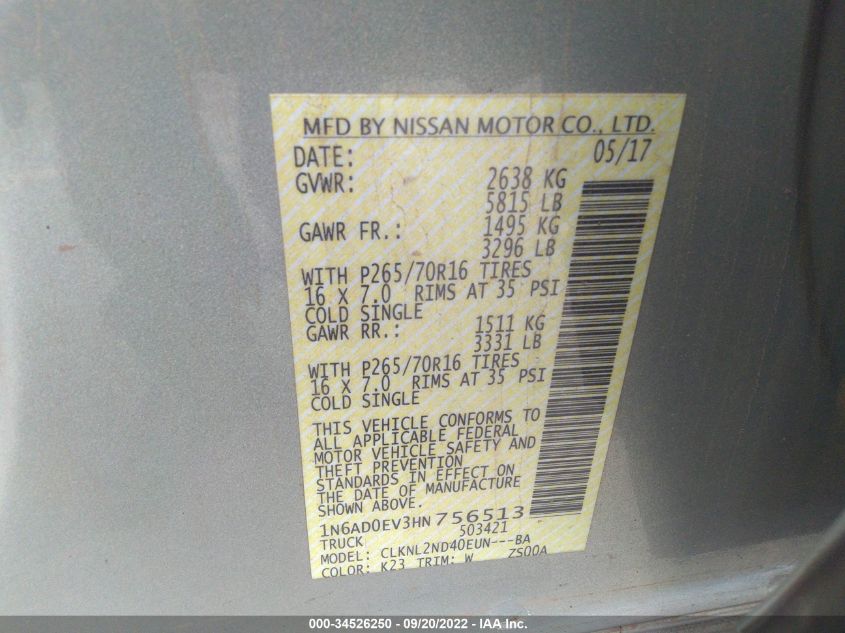 MFD BY NISSAN MOTOR CO., LTD.
DATE: 05/17
GVWR: 2638 KG
5815 LB
GAWR FR.: 1495 KG
3296 LB
WITH P265/70R16 TIRES
16 X 7.0 RIMS AT 35 PSI
COLD SINGLE
GAWR RR.: 1511 KG
3331 LB
WITH P265/70R16 TIRES
16 X 7.0 RIMS AT 35 PSI
COLD SINGLE
THIS VEHICLE CONFORMS TO
ALL APPLICABLE FEDERAL
MOTOR VEHICLE SAFETY AND
THEFT PREVENTION
STANDARDS IN EFFECT ON
THE DATE OF MANUFACTURE
SHOWN ABOVE.
1N6AD0EV3HN756513
TRUCK 503421
MODEL: CLKNL2ND40EUN---BA
COLOR: K23 TRIM: W ZS00A
000-34526250 - 09/20/2022 - IAA Inc.